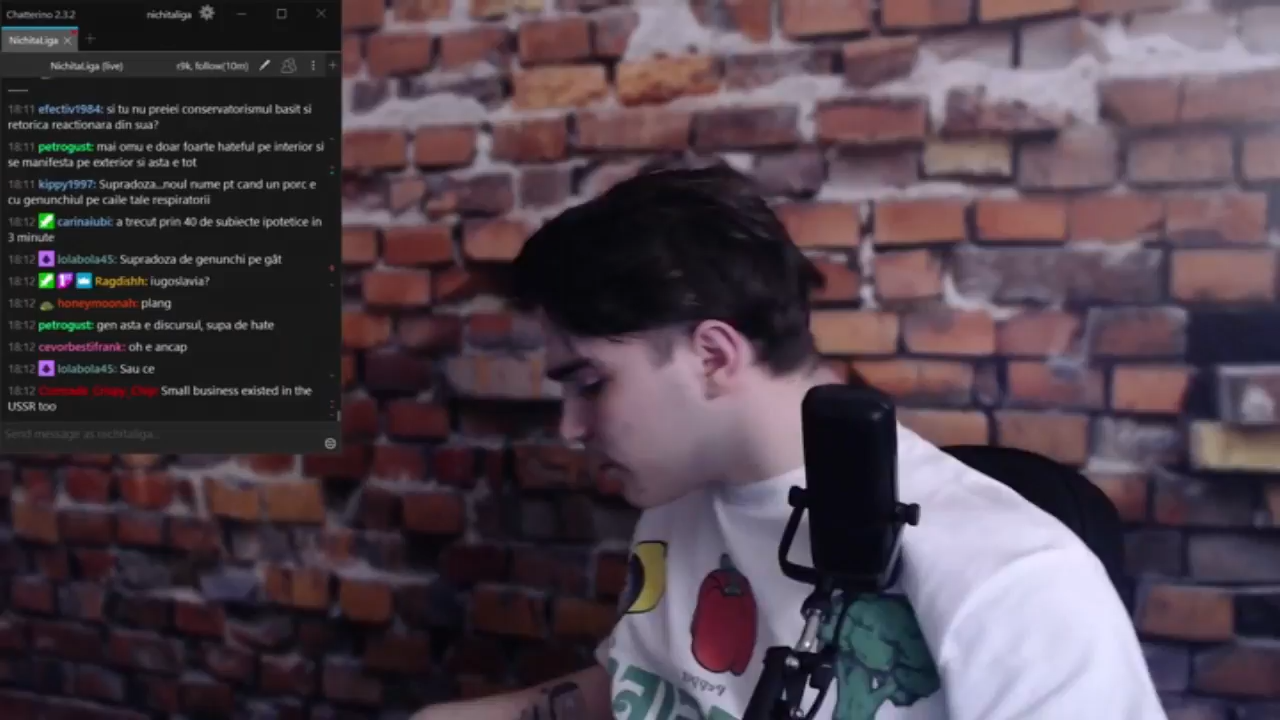 Chatterino 2.3.2
nichitaliga
NichitaLiga
NichitaLiga (live)
r9k, follow(10m)
18:11 efectiv1984: si tu nu preiei conservatorismul basit si
retorica reactionara din sua?
18:11 petrogust: mai omu e doar foarte hateful pe interior si
se manifesta pe exterior si asta e tot
18:11 kippy1997: Supradoza...noul nume pt cand un porc e
cu genunchiul pe caile tale respiratorii
18:12 carinaiubi: a trecut prin 40 de subiecte ipotetice in
3 minute
18:12 lolabola45: Supradoza de genunchi pe gât
18:12 Ragdishh: iugoslavia?
18:12 honeymoonah: plang
18:12 petrogust: gen asta e discursul, supa de hate
18:12 cevorbestifrank: oh e ancap
18:12 lolabola45: Sau ce
18:12 Comrade_Crispy_Chip: Small business existed in the
USSR too
Send message as nichitaliga...